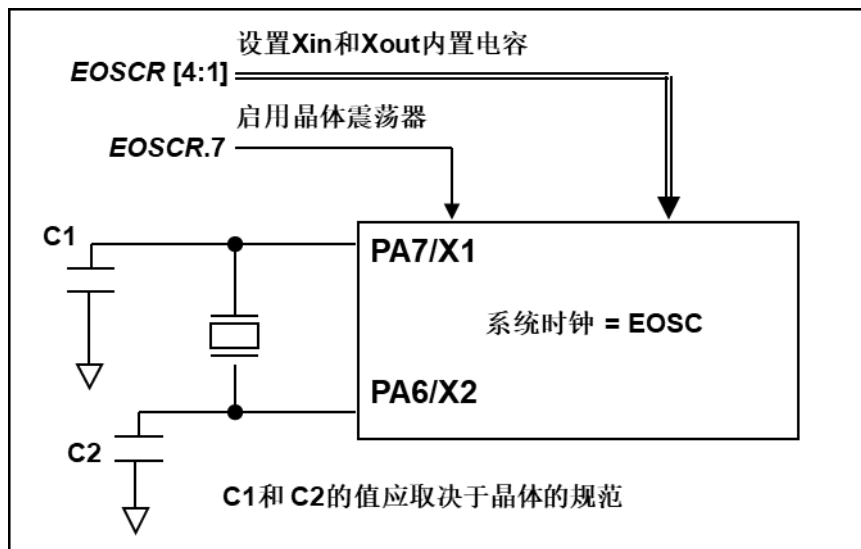 设置Xin和Xout内置电容
EOSCR [4:1]
启用晶体震荡器
EOSCR.7
C1
PA7/X1
系统时钟 = EOSC
PA6/X2
C2
C1和 C2的值应取决于晶体的规范